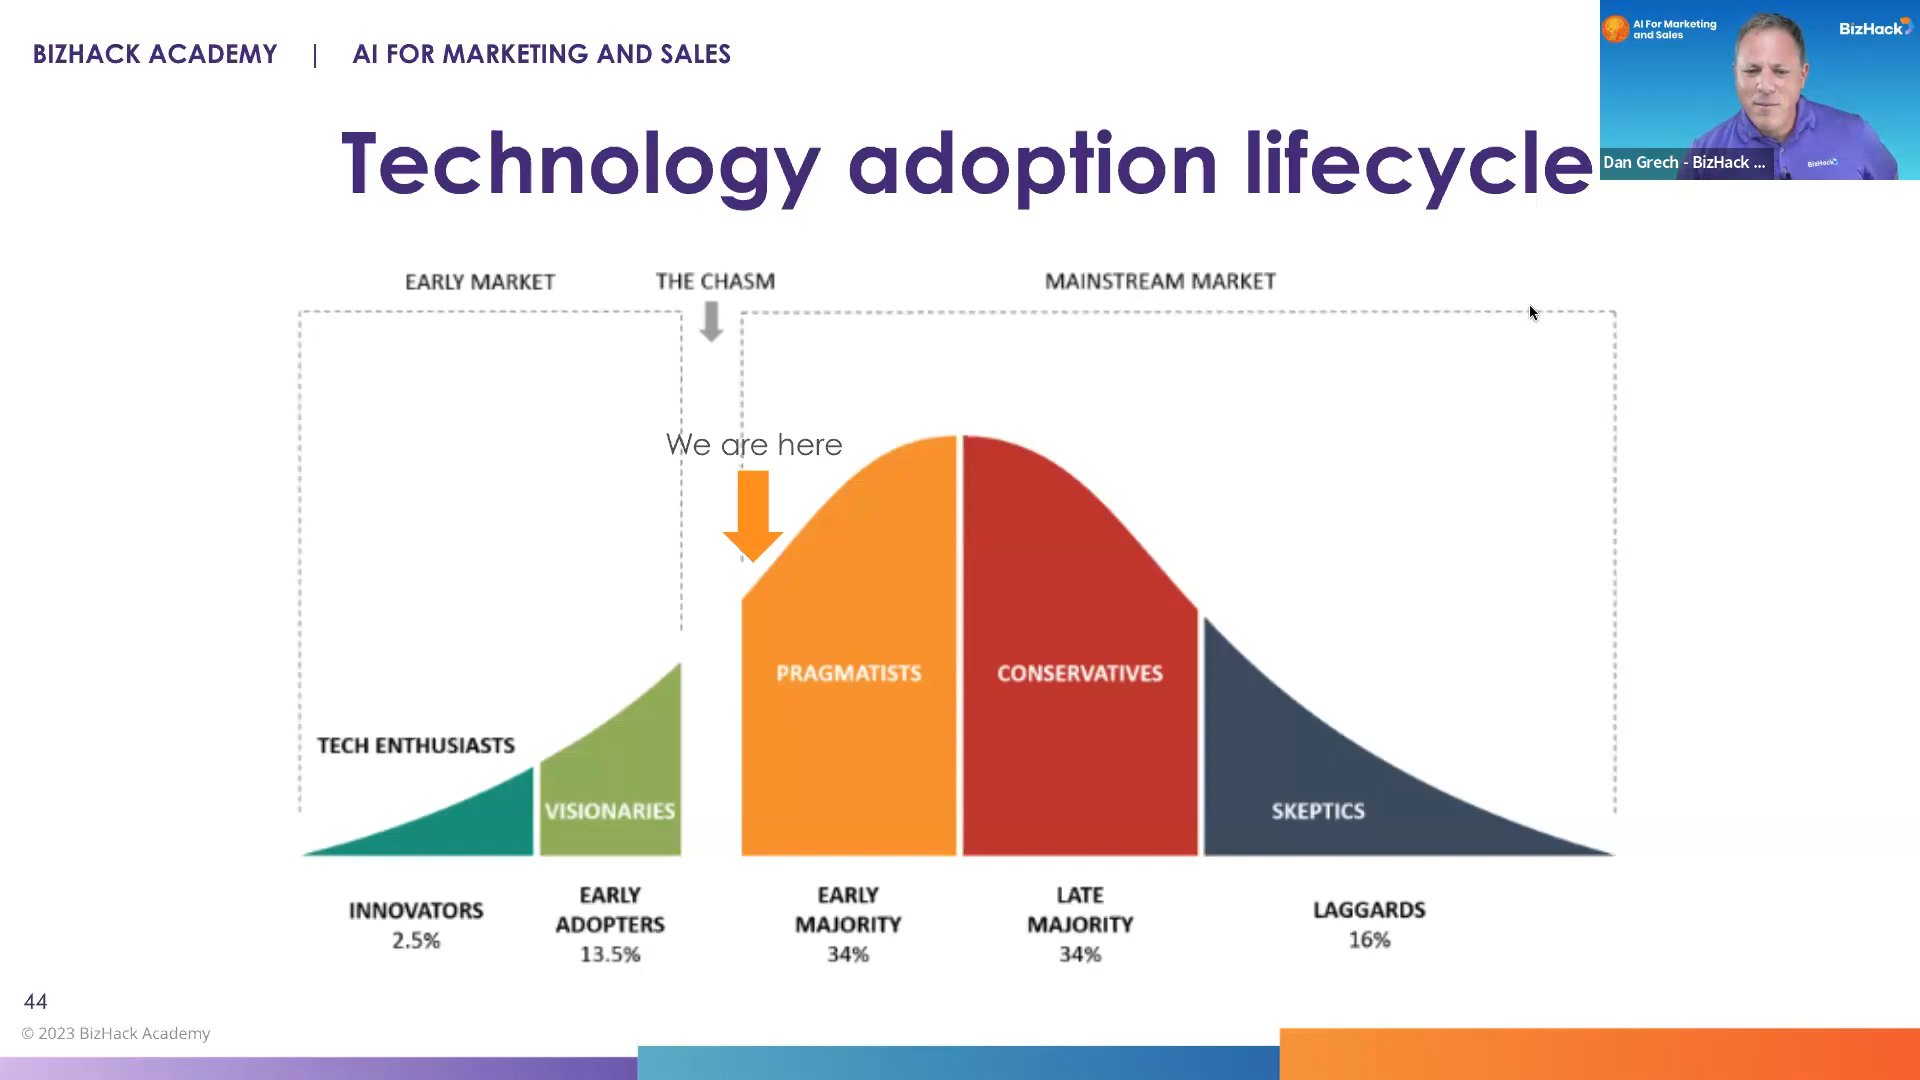 BIZHACK ACADEMY | AI FOR MARKETING AND SALES
AI For Marketing
and Sales
BizHack
BizHack
Dan Grech - BizHack ...
Technology adoption lifecycle
EARLY MARKET
THE CHASM
MAINSTREAM MARKET
We are here
PRAGMATISTS
CONSERVATIVES
TECH ENTHUSIASTS
VISIONARIES
SKEPTICS
INNOVATORS
2.5%
EARLY
ADOPTERS
13.5%
EARLY
MAJORITY
34%
LATE
MAJORITY
34%
LAGGARDS
16%
44
© 2023 BizHack Academy